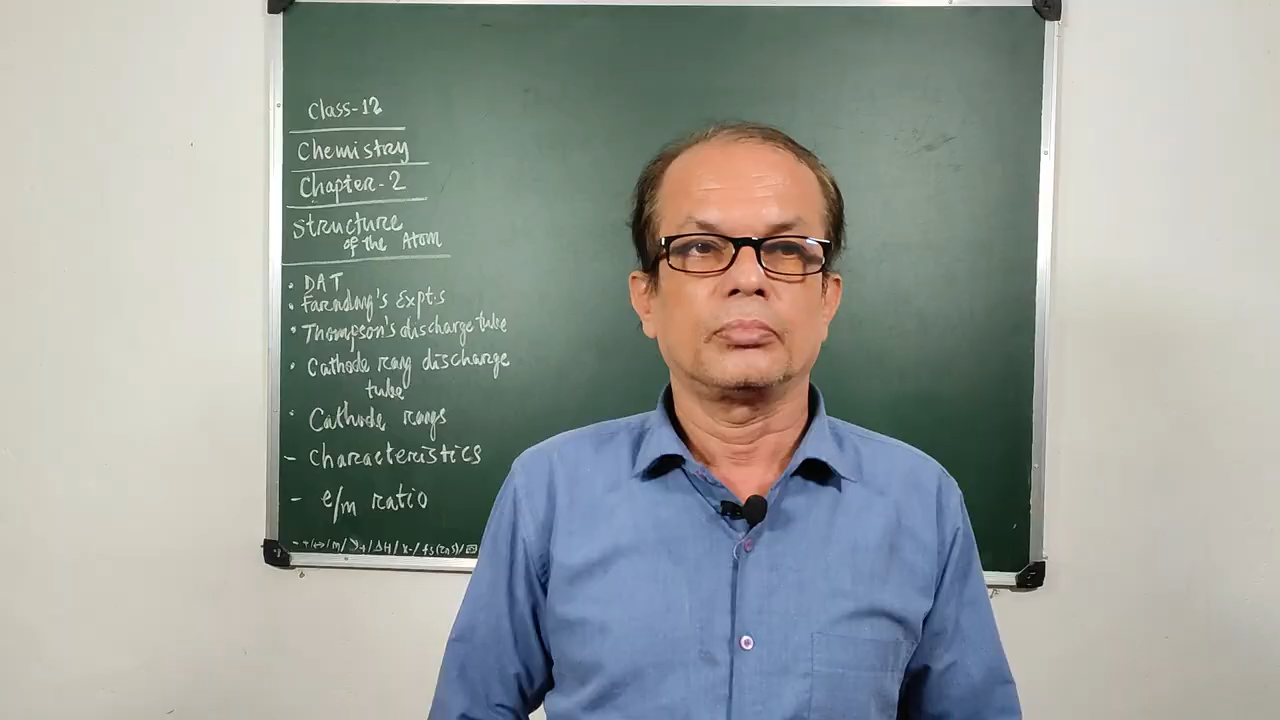 Class-12
Chemistry
Chapter-2
Structure
of the Atom
• DAT
• Faraday's Expt.s
• Thompson's discharge tube
• Cathode ray discharge
tube
• Cathode rays
- Characteristics
- e/m ratio